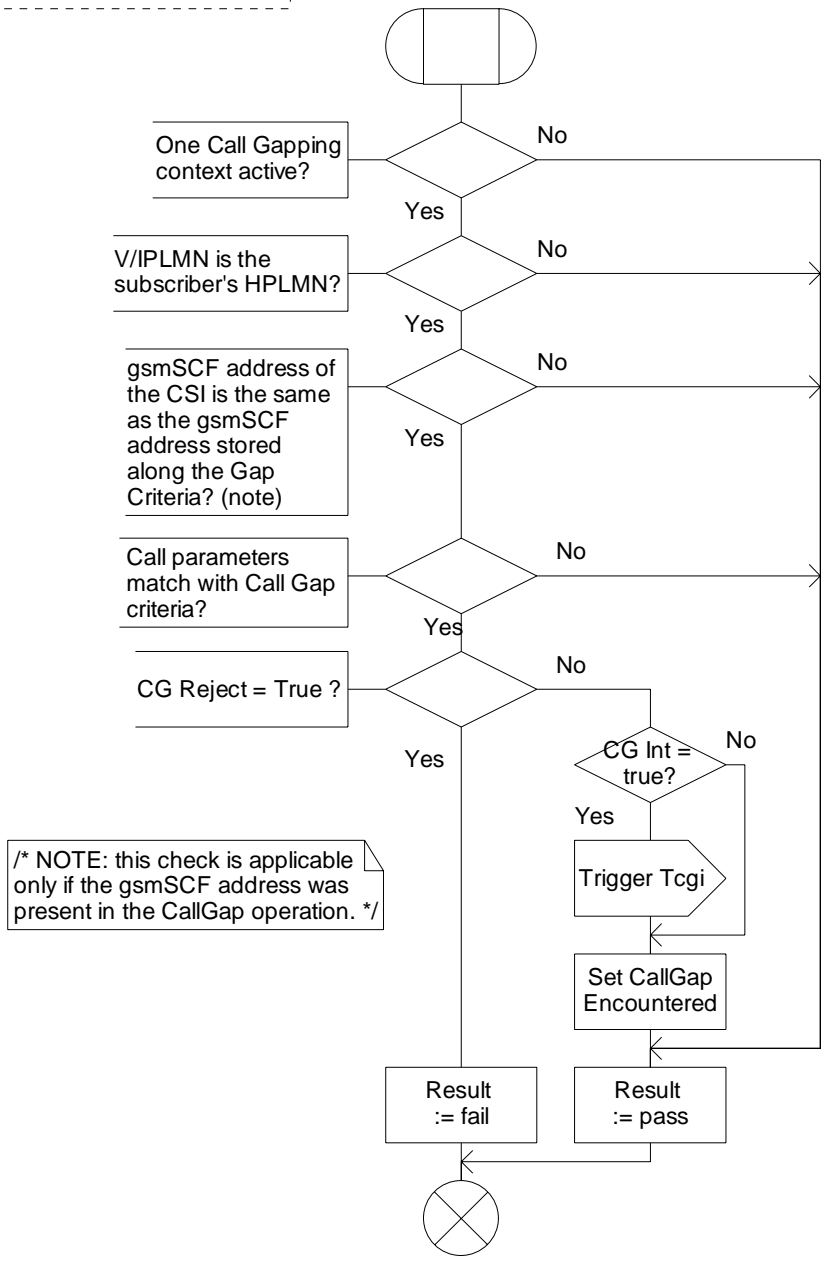 One Call Gapping
context active?
No
Yes
V/IPLMN is the
subscriber's HPLMN?
No
Yes
gsmSCF address of
the CSI is the same
as the gsmSCF
address stored
along the Gap
Criteria? (note)
No
Yes
Call parameters
match with Call Gap
criteria?
No
Yes
CG Reject = True ?
No
Yes
CG Int =
true?
No
Yes
Trigger Tcgi
/* NOTE: this check is applicable
only if the gsmSCF address was
present in the CallGap operation. */
Set CallGap
Encountered
Result
:= fail
Result
:= pass